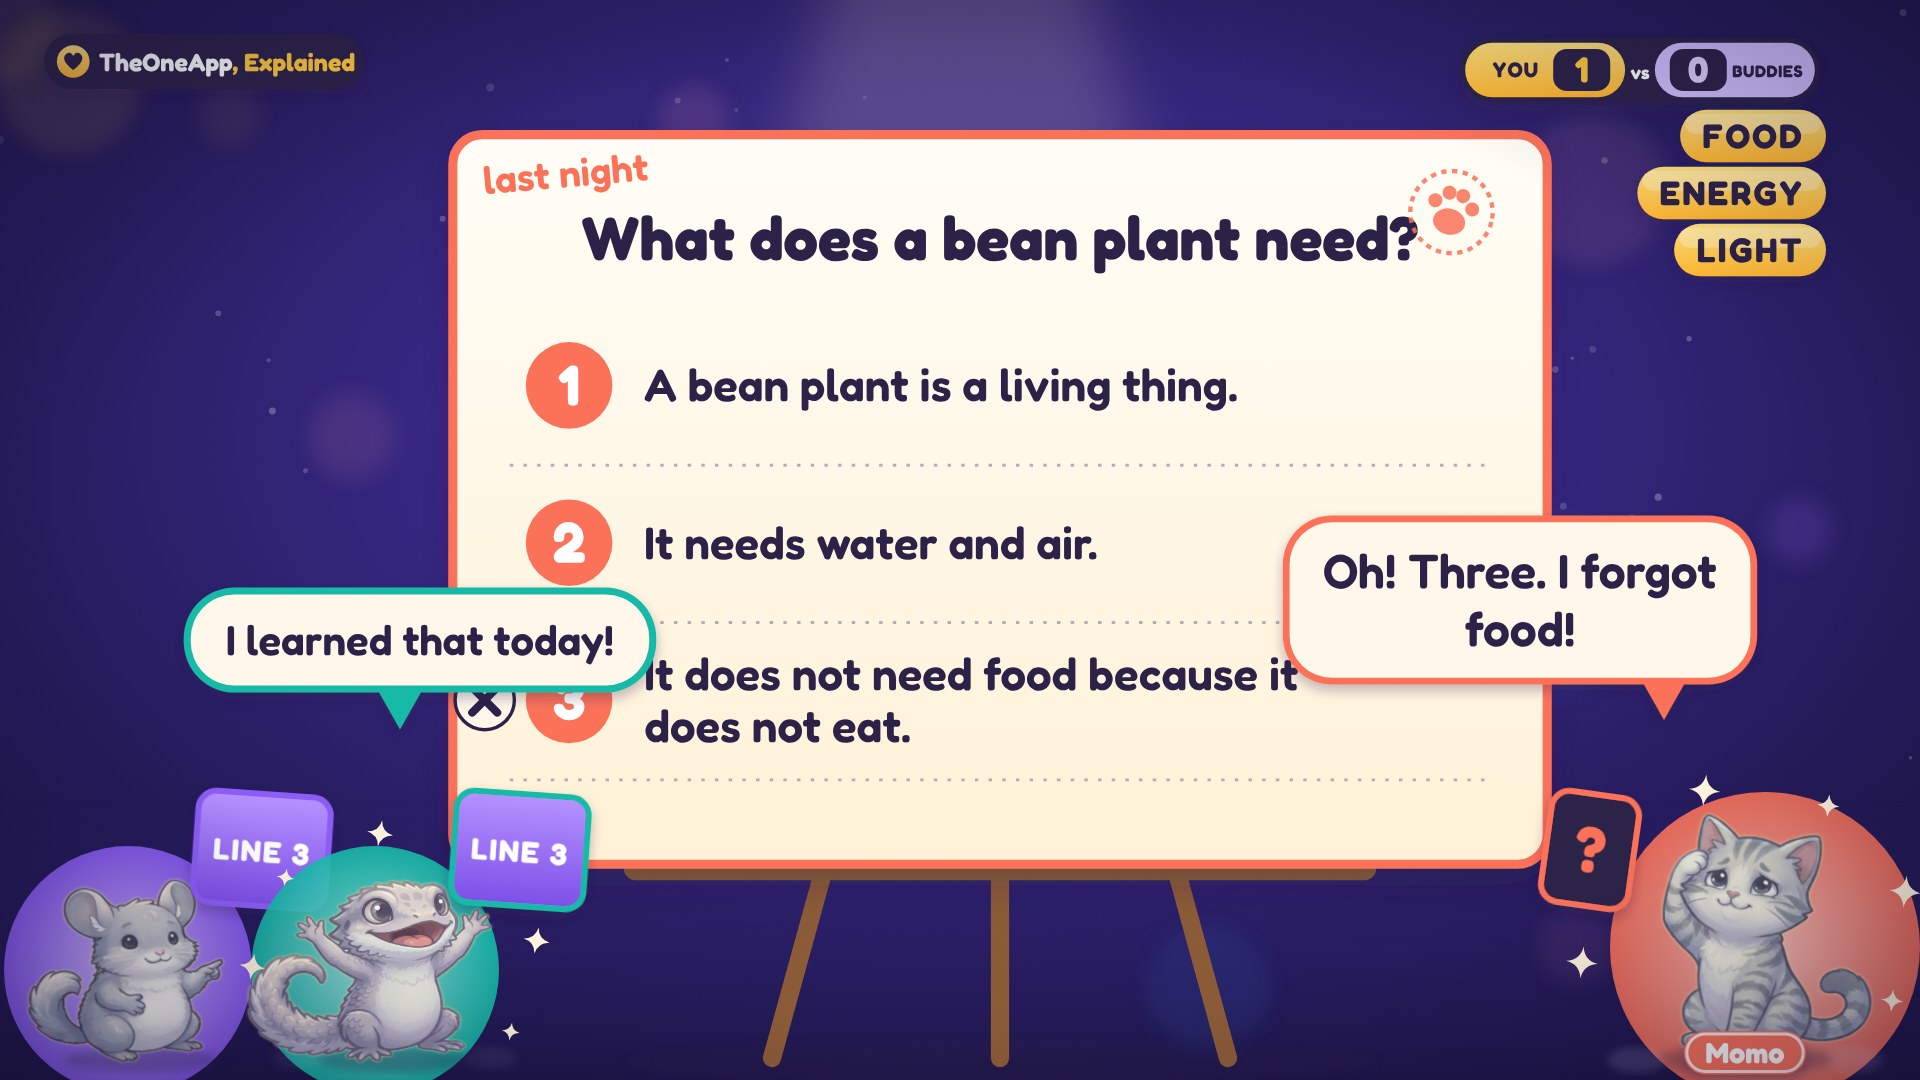 TheOneApp, Explained
YOU 1 vs 0 BUDDIES
FOOD
ENERGY
LIGHT
last night
What does a bean plant need?
1 A bean plant is a living thing.
2 It needs water and air.
Oh! Three. I forgot
food!
I learned that today!
3 It does not need food because it
does not eat.
LINE 3
LINE 3
?
Momo